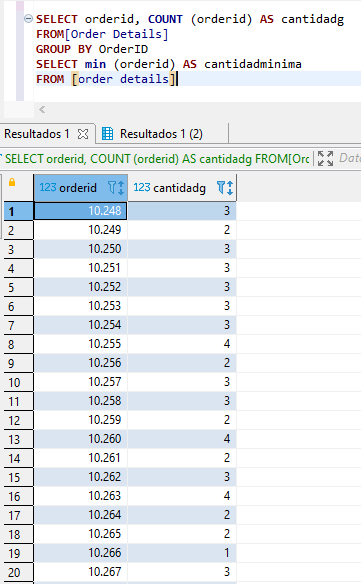 SELECT orderid, COUNT (orderid) AS cantidadg
FROM[Order Details]
GROUP BY OrderID
SELECT min (orderid) AS cantidadminima
FROM [order details]
Resultados 1 Resultados 1 (2)
SELECT orderid, COUNT (orderid) AS cantidadg FROM[Ord Data
123 orderid 123 cantidadg
1 10.248 3
2 10.249 2
3 10.250 3
4 10.251 3
5 10.252 3
6 10.253 3
7 10.254 3
8 10.255 4
9 10.256 2
10 10.257 3
11 10.258 3
12 10.259 2
13 10.260 4
14 10.261 2
15 10.262 3
16 10.263 4
17 10.264 2
18 10.265 2
19 10.266 1
20 10.267 3